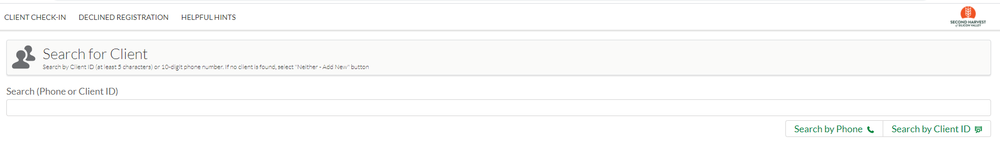 CLIENT CHECK-IN DECLINED REGISTRATION HELPFUL HINTS
SECOND HARVEST
of SILICON VALLEY
Search for Client
Search by Client ID (at least 5 characters) or 10-digit phone number. If no client is found, select "Neither - Add New" button
Search (Phone or Client ID)
Search by Phone Search by Client ID